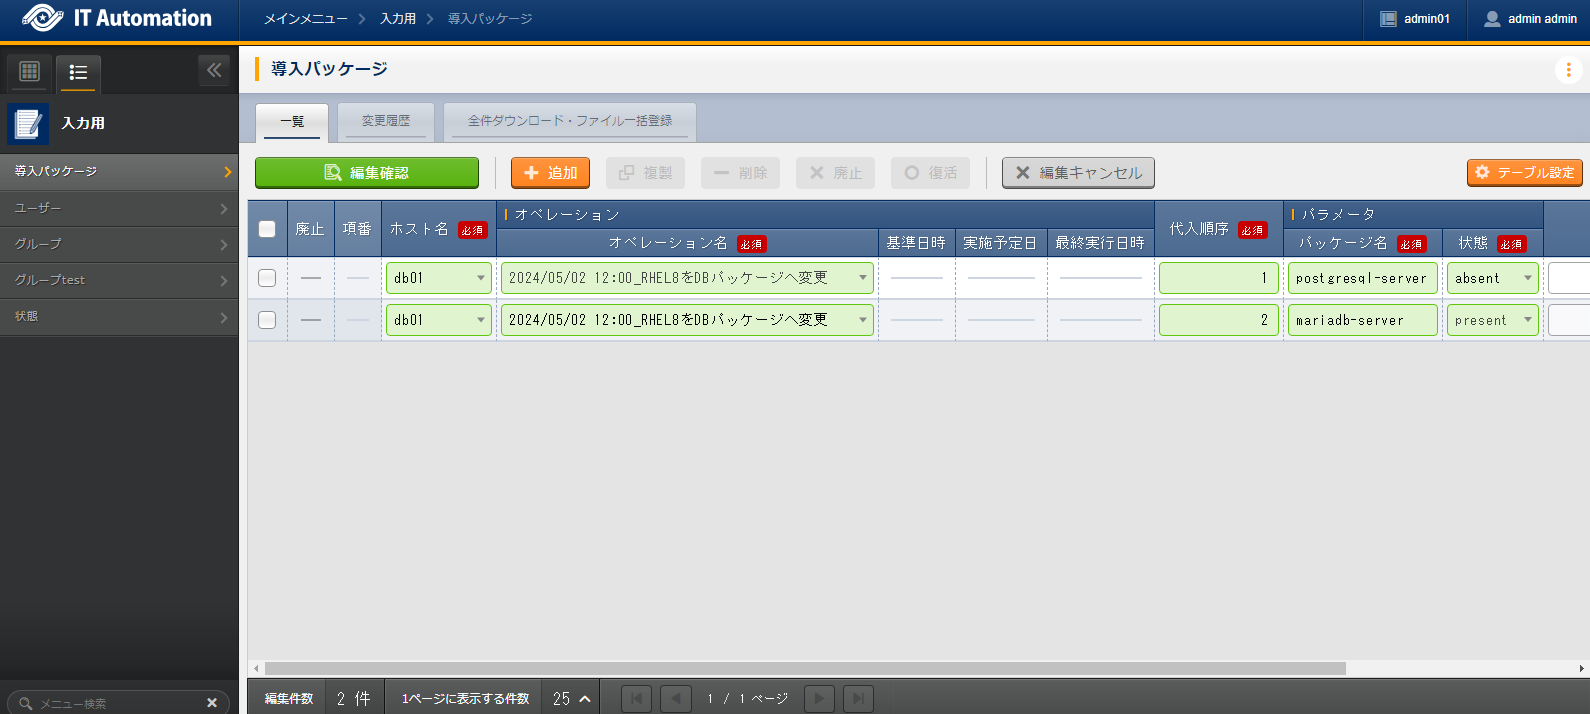 IT Automation
メインメニュー > 入力用 > 導入パッケージ
admin01
admin admin
入力用
導入パッケージ
ユーザー
グループ
グループtest
状態
メニュー検索
導入パッケージ
一覧 変更履歴 全件ダウンロード・ファイル一括登録
編集確認 追加 複製 削除 廃止 復活 編集キャンセル テーブル設定
オペレーション パラメータ
廃止 項番 ホスト名 必須 オペレーション名 必須 基準日時 実施予定日 最終実行日時 代入順序 必須 パッケージ名 必須 状態 必須
db01 2024/05/02 12:00_RHEL8をDBパッケージへ変更 1 postgresql-server absent
db01 2024/05/02 12:00_RHEL8をDBパッケージへ変更 2 mariadb-server present
編集件数 2 件 1ページに表示する件数 25 1 / 1 ページ